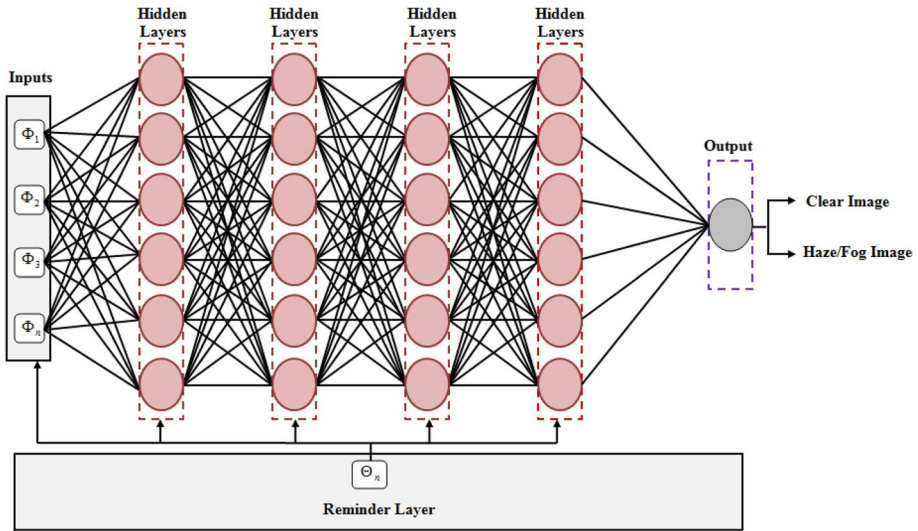 Hidden
Layers
Hidden
Layers
Hidden
Layers
Hidden
Layers
Inputs
Φ1
Φ2
Φ3
Φn
Output
Clear Image
Haze/Fog Image
Θn
Reminder Layer